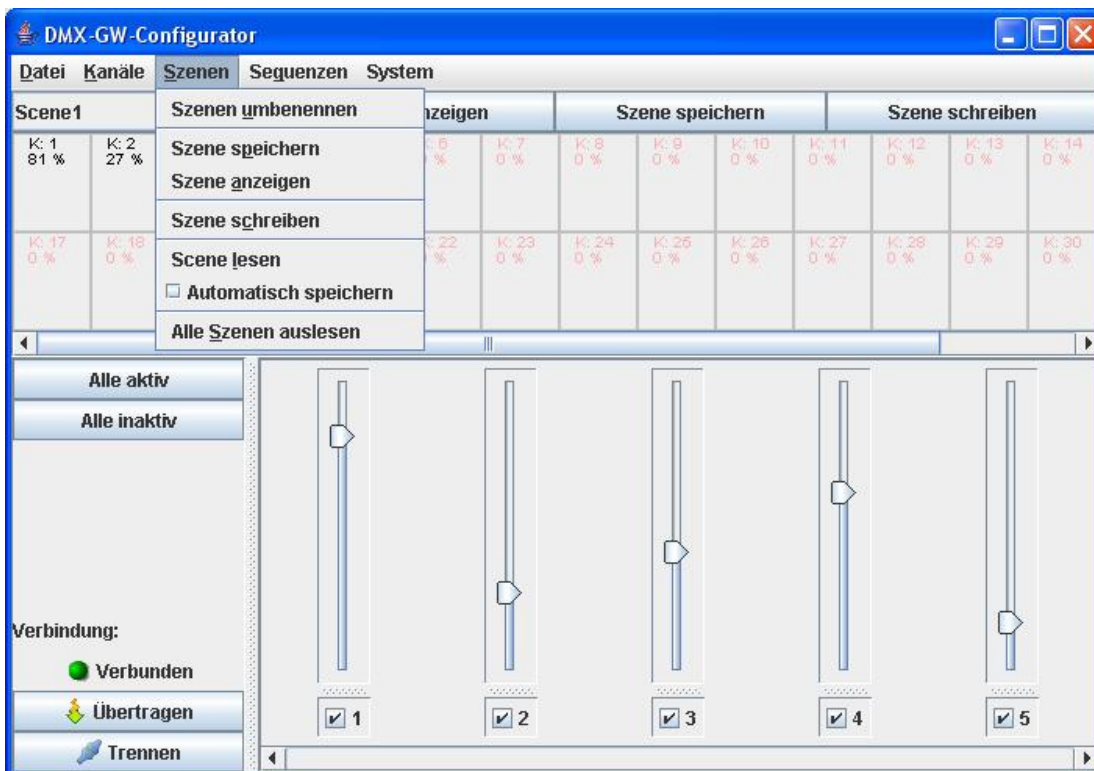 DMX-GW-Configurator
Datei Kanäle Szenen Sequenzen System
Scene1 nzeigen Szene speichern Szene schreiben
Szenen umbenennen
Szene speichern
Szene anzeigen
Szene schreiben
Scene lesen
Automatisch speichern
Alle Szenen auslesen
K: 1 K: 2 K: 6 K: 7 K: 8 K: 9 K: 10 K: 11 K: 12 K: 13 K: 14
81 % 27 % 0 % 0 % 0 % 0 % 0 % 0 % 0 % 0 % 0 %
K: 17 K: 18 K: 22 K: 23 K: 24 K: 25 K: 26 K: 27 K: 28 K: 29 K: 30
0 % 0 % 0 % 0 % 0 % 0 % 0 % 0 % 0 % 0 % 0 %
Alle aktiv
Alle inaktiv
Verbindung:
Verbunden
Übertragen
Trennen
1 2 3 4 5